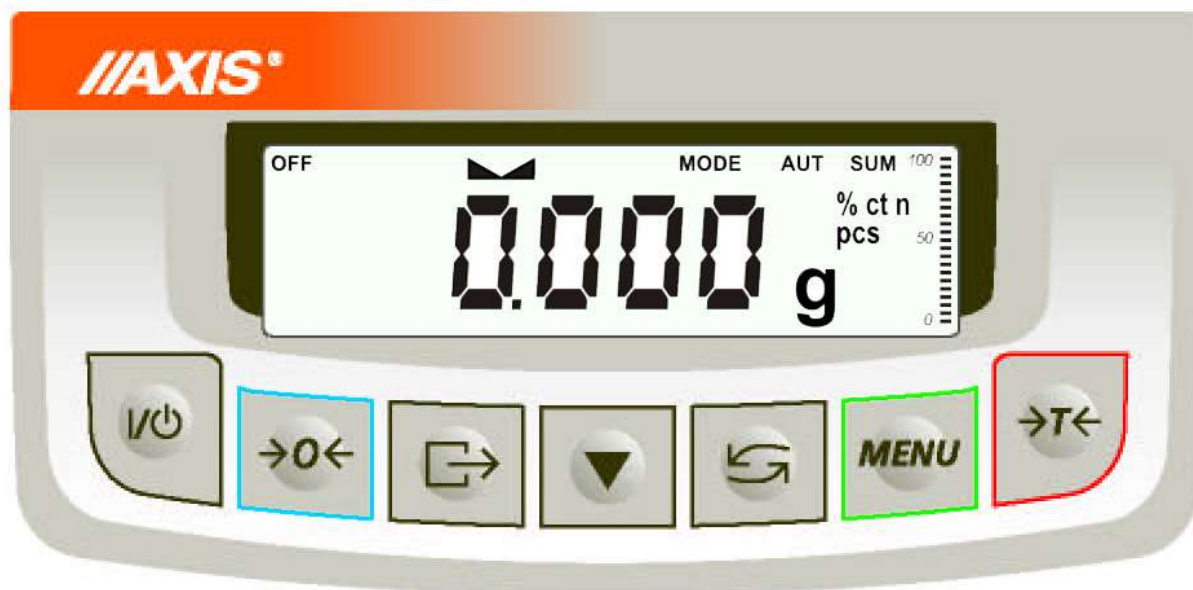 //AXIS®
OFF MODE AUT SUM 100
% ct n
pcs 50
0.000 g
0
I/⏻ →0← ▼ MENU →T←